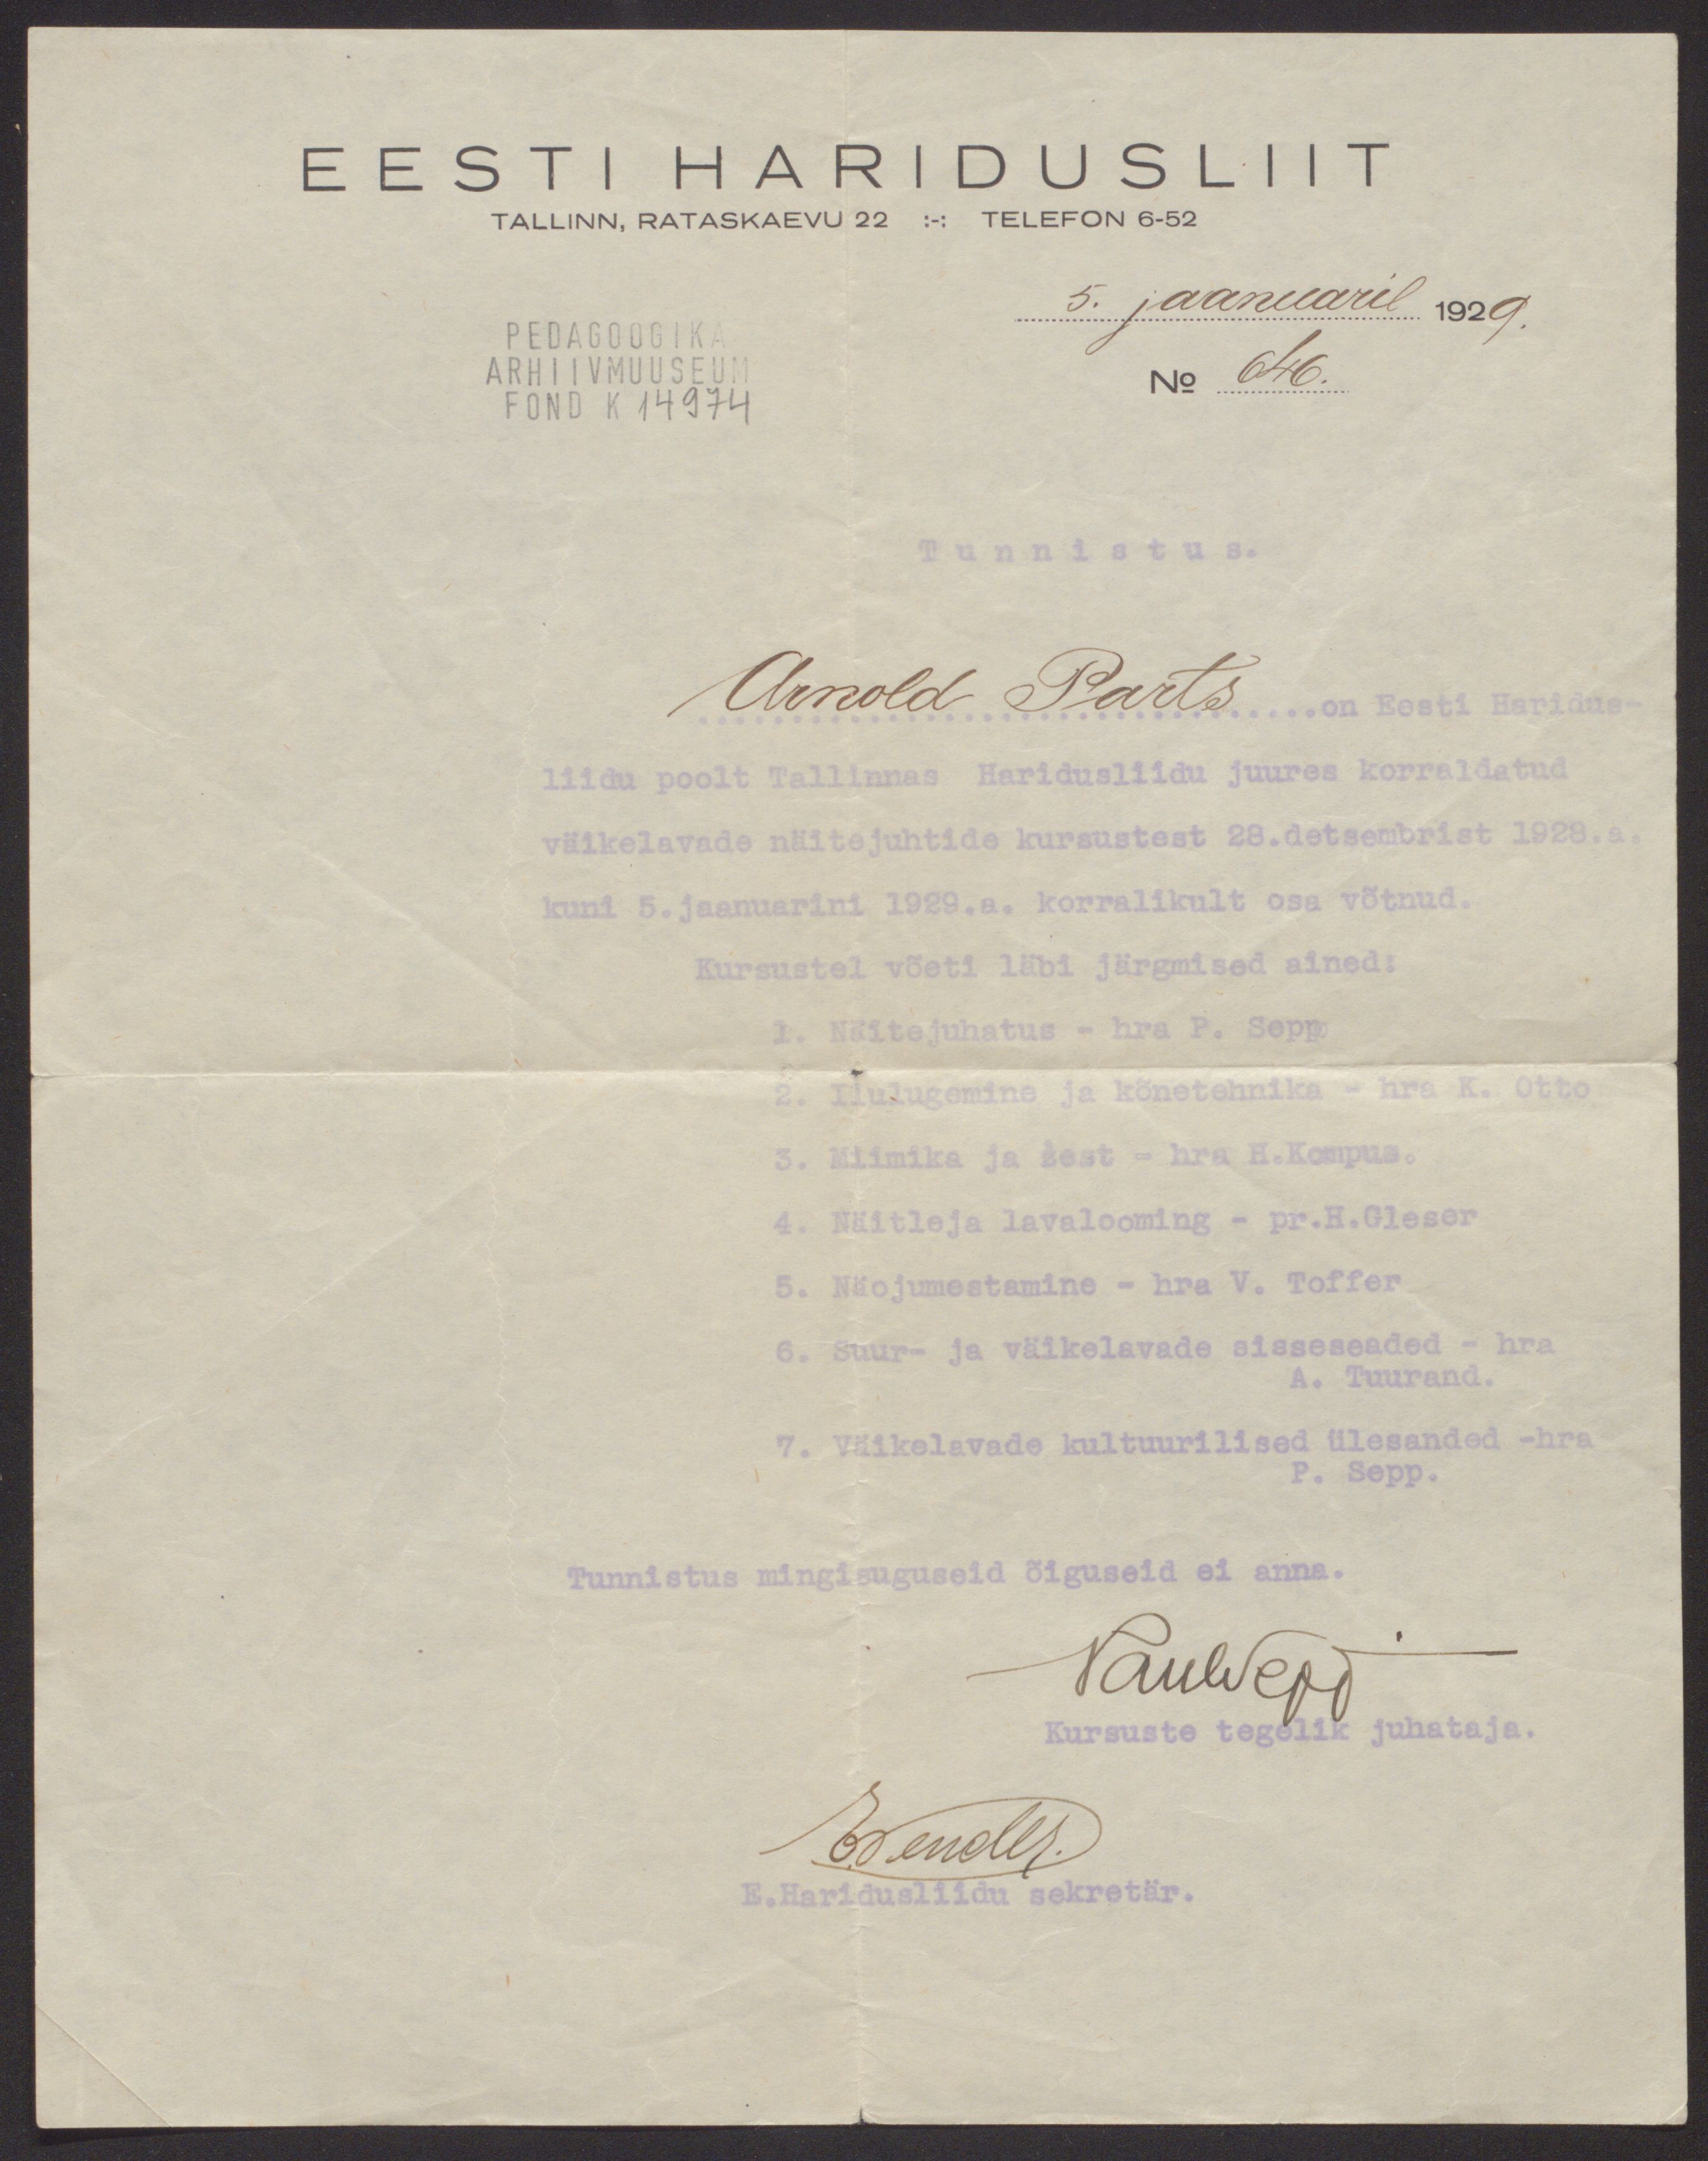 EESTI HARIDUSLIIT
TALLINN, RATASKAEVU 22 :-: TELEFON 6-52
5. jaanuaril 1929.
PEDAGOOGIKA
ARHIIVMUUSEUM
FOND K 14974
No
Tunnistus.
Arnold Parts on Eesti Haridus-
liidu poolt Tallinnas Haridusliidu juures korraldatud
väikelavade näitejuhtide kursustest 28.detsembrist 1928.a.
kuni 5.jaanuarini 1929.a. korralikult osa võtnud.
Kursustel võeti läbi järgmised ained:
1. Näitejuhatus - hra P. Sepp
2. Ilulugemine ja kõnetehnika - hra K. Otto
3. Miimika ja žest - hra H.Kompus.
4. Näitleja lavalooming - pr.H.Gleser
5. Näojumestamine - hra V. Toffer
6. Suur- ja väikelavade sisseseaded - hra
A. Tuurand.
7. Väikelavade kultuurilised ülesanded -hra
P. Sepp.
Tunnistus mingisuguseid õiguseid ei anna.
Paul Sepp
Kursuste tegelik juhataja.
E.Haridusliidu sekretär.